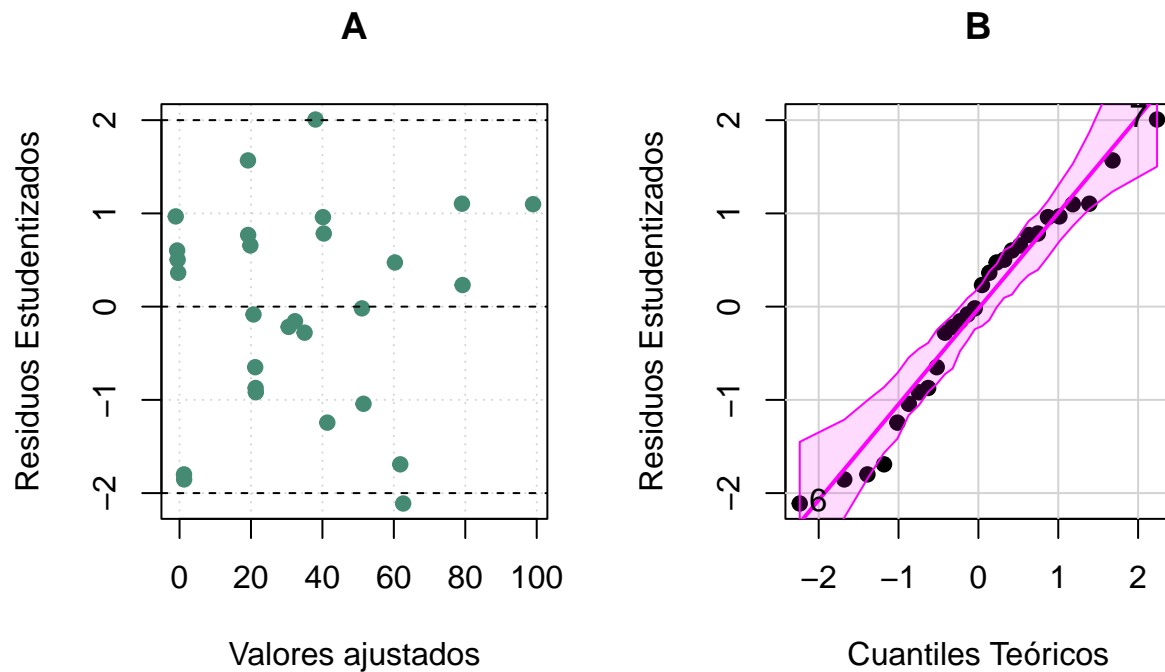 A
Residuos Estudentizados
2
1
0
−1
−2
0 20 40 60 80 100
Valores ajustados
B
Residuos Estudentizados
2
1
0
−1
−2
7
6
−2 −1 0 1 2
Cuantiles Teóricos